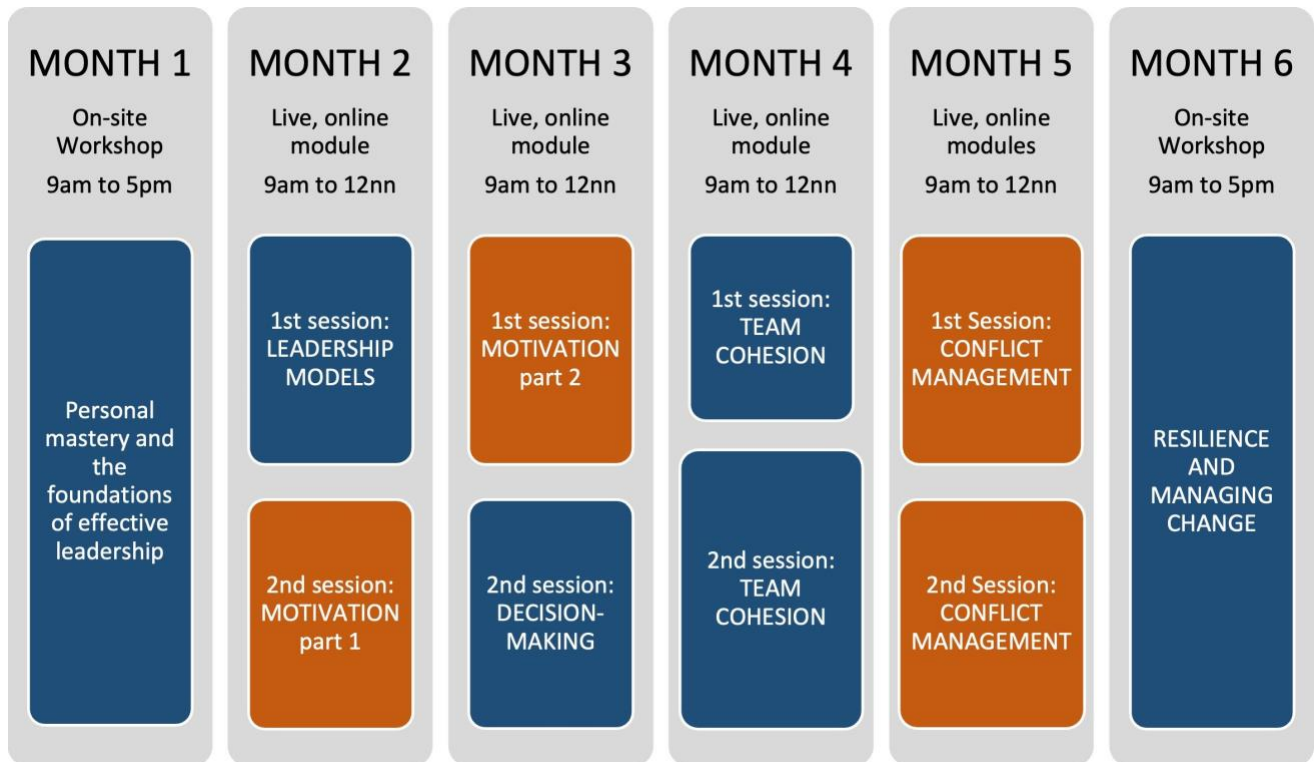 MONTH 1
On-site
Workshop
9am to 5pm
Personal
mastery and
the
foundations
of effective
leadership
MONTH 2
Live, online
module
9am to 12nn
1st session:
LEADERSHIP
MODELS
2nd session:
MOTIVATION
part 1
MONTH 3
Live, online
module
9am to 12nn
1st session:
MOTIVATION
part 2
2nd session:
DECISION-
MAKING
MONTH 4
Live, online
module
9am to 12nn
1st session:
TEAM
COHESION
2nd session:
TEAM
COHESION
MONTH 5
Live, online
modules
9am to 12nn
1st Session:
CONFLICT
MANAGEMENT
2nd Session:
CONFLICT
MANAGEMENT
MONTH 6
On-site
Workshop
9am to 5pm
RESILIENCE
AND
MANAGING
CHANGE